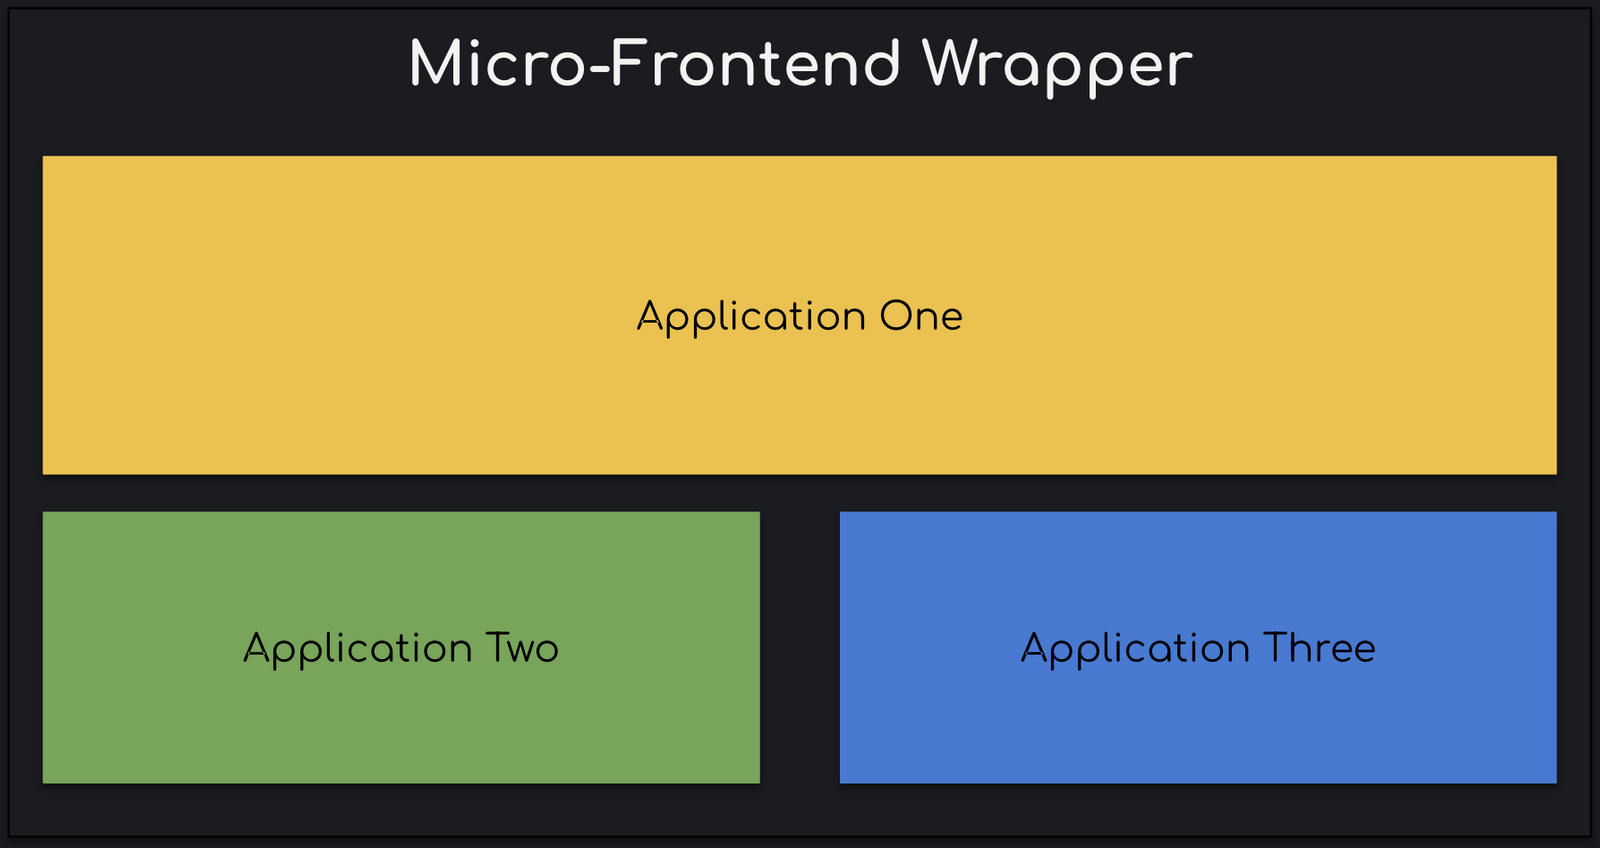 Micro-Frontend Wrapper
Application One
Application Two
Application Three